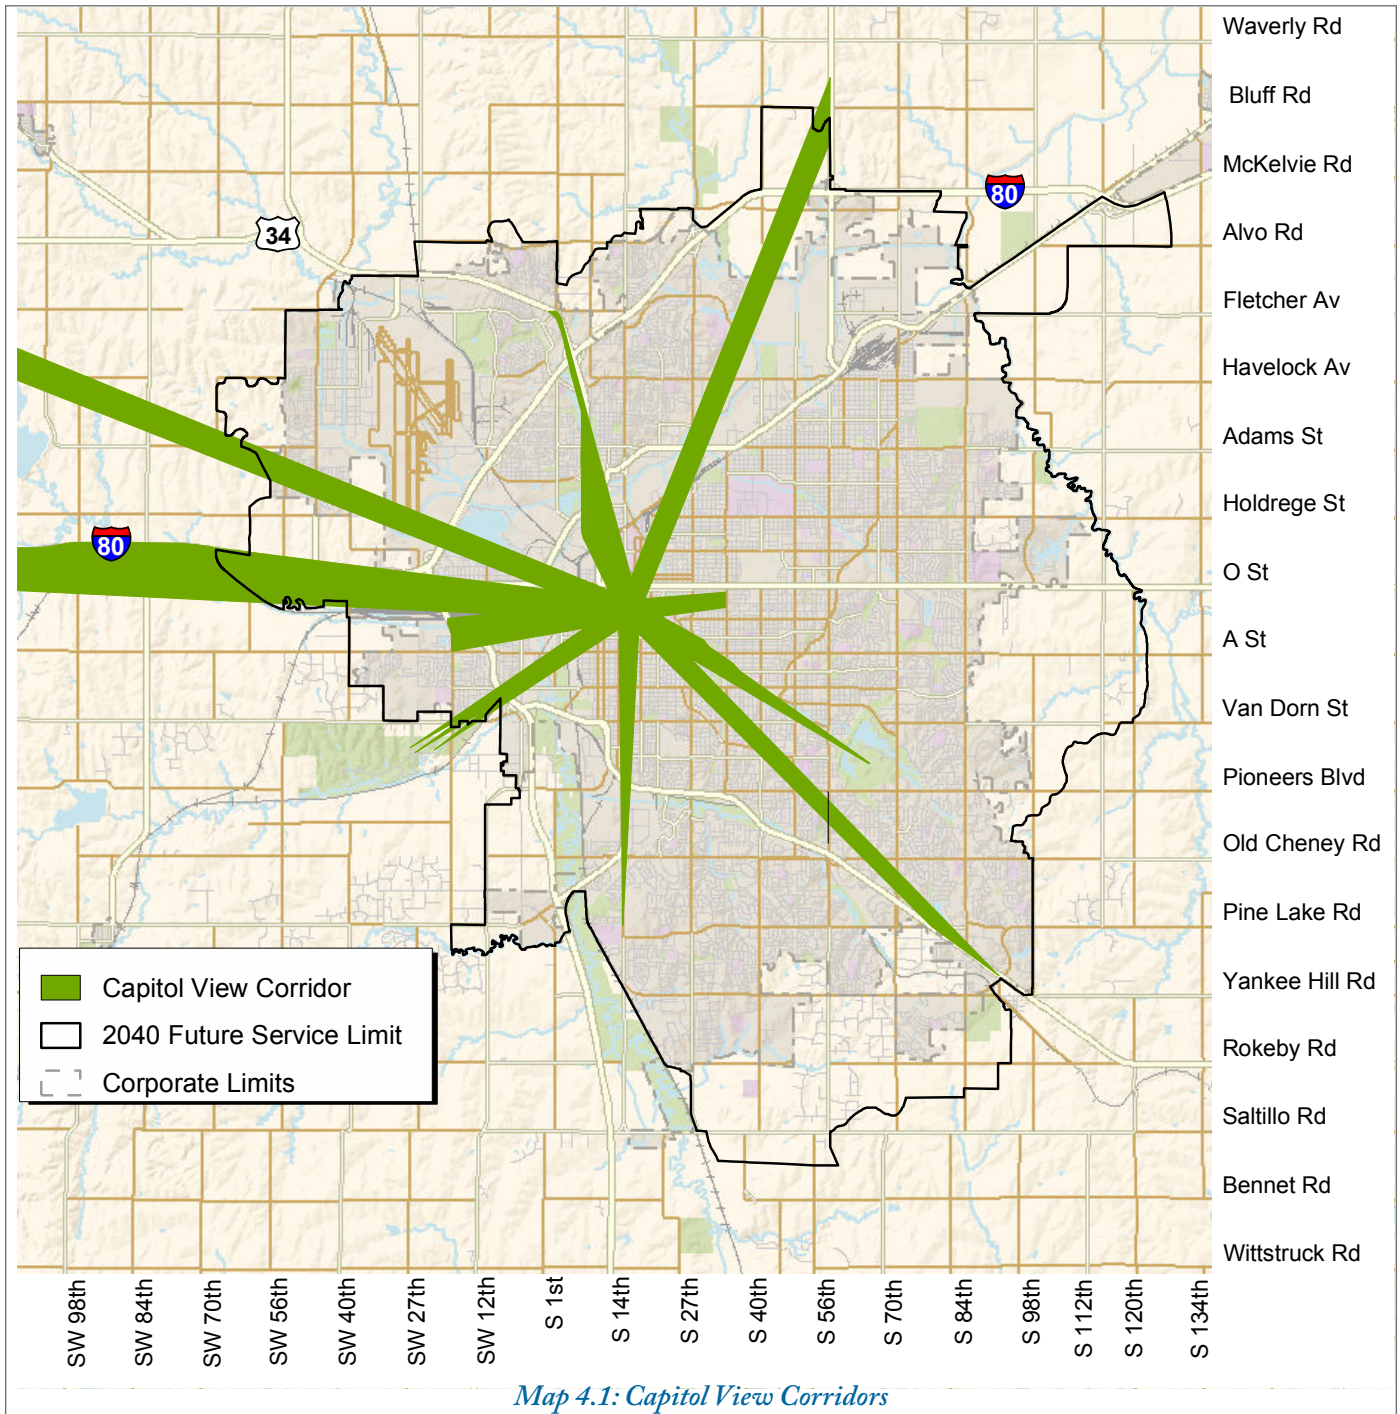 Waverly Rd
Bluff Rd
McKelvie Rd
80
34
Alvo Rd
Fletcher Av
Havelock Av
Adams St
Holdrege St
80
O St
A St
Van Dorn St
Pioneers Blvd
Old Cheney Rd
Pine Lake Rd
Capitol View Corridor
Yankee Hill Rd
2040 Future Service Limit
Rokeby Rd
Corporate Limits
Saltillo Rd
Bennet Rd
Wittstruck Rd
SW 98th
SW 84th
SW 70th
SW 56th
SW 40th
SW 27th
SW 12th
S 1st
S 14th
S 27th
S 40th
S 56th
S 70th
S 84th
S 98th
S 112th
S 120th
S 134th
Map 4.1: Capitol View Corridors